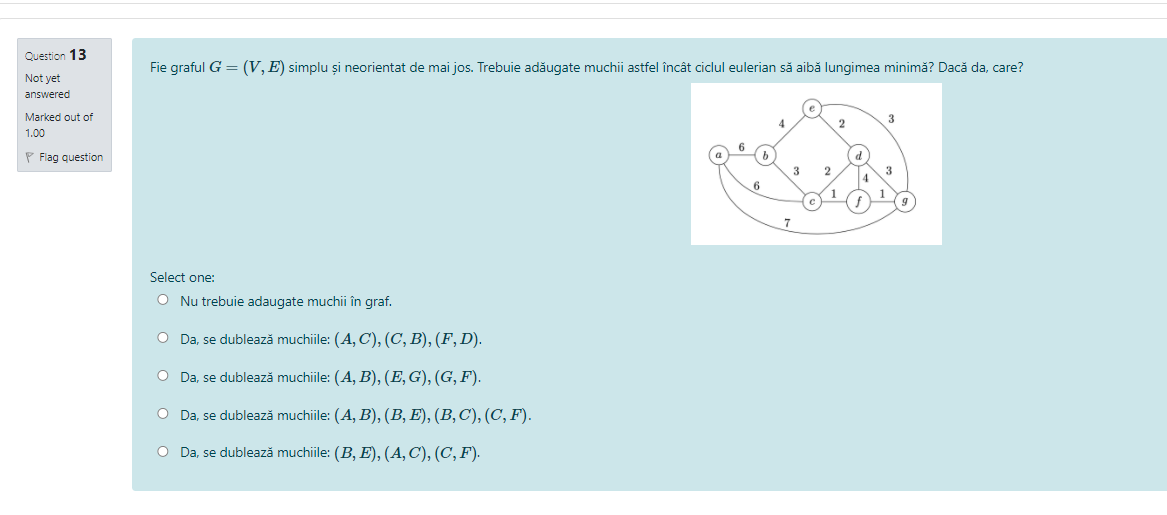 Question 13
Not yet
answered
Marked out of
1.00
Flag question
Fie graful G = (V, E) simplu și neorientat de mai jos. Trebuie adăugate muchii astfel încât ciclul eulerian să aibă lungimea minimă? Dacă da, care?
e
4
2
3
a
6
b
d
3
2
4
3
6
c
1
f
1
g
7
Select one:
Nu trebuie adaugate muchii în graf.
Da, se dublează muchiile: (A, C), (C, B), (F, D).
Da, se dublează muchiile: (A, B), (E, G), (G, F).
Da, se dublează muchiile: (A, B), (B, E), (B, C), (C, F).
Da, se dublează muchiile: (B, E), (A, C), (C, F).